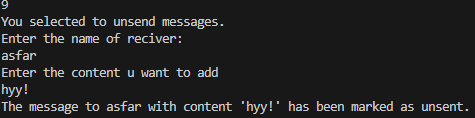 9
You selected to unsend messages.
Enter the name of reciver:
asfar
Enter the content u want to add
hyy!
The message to asfar with content 'hyy!' has been marked as unsent.